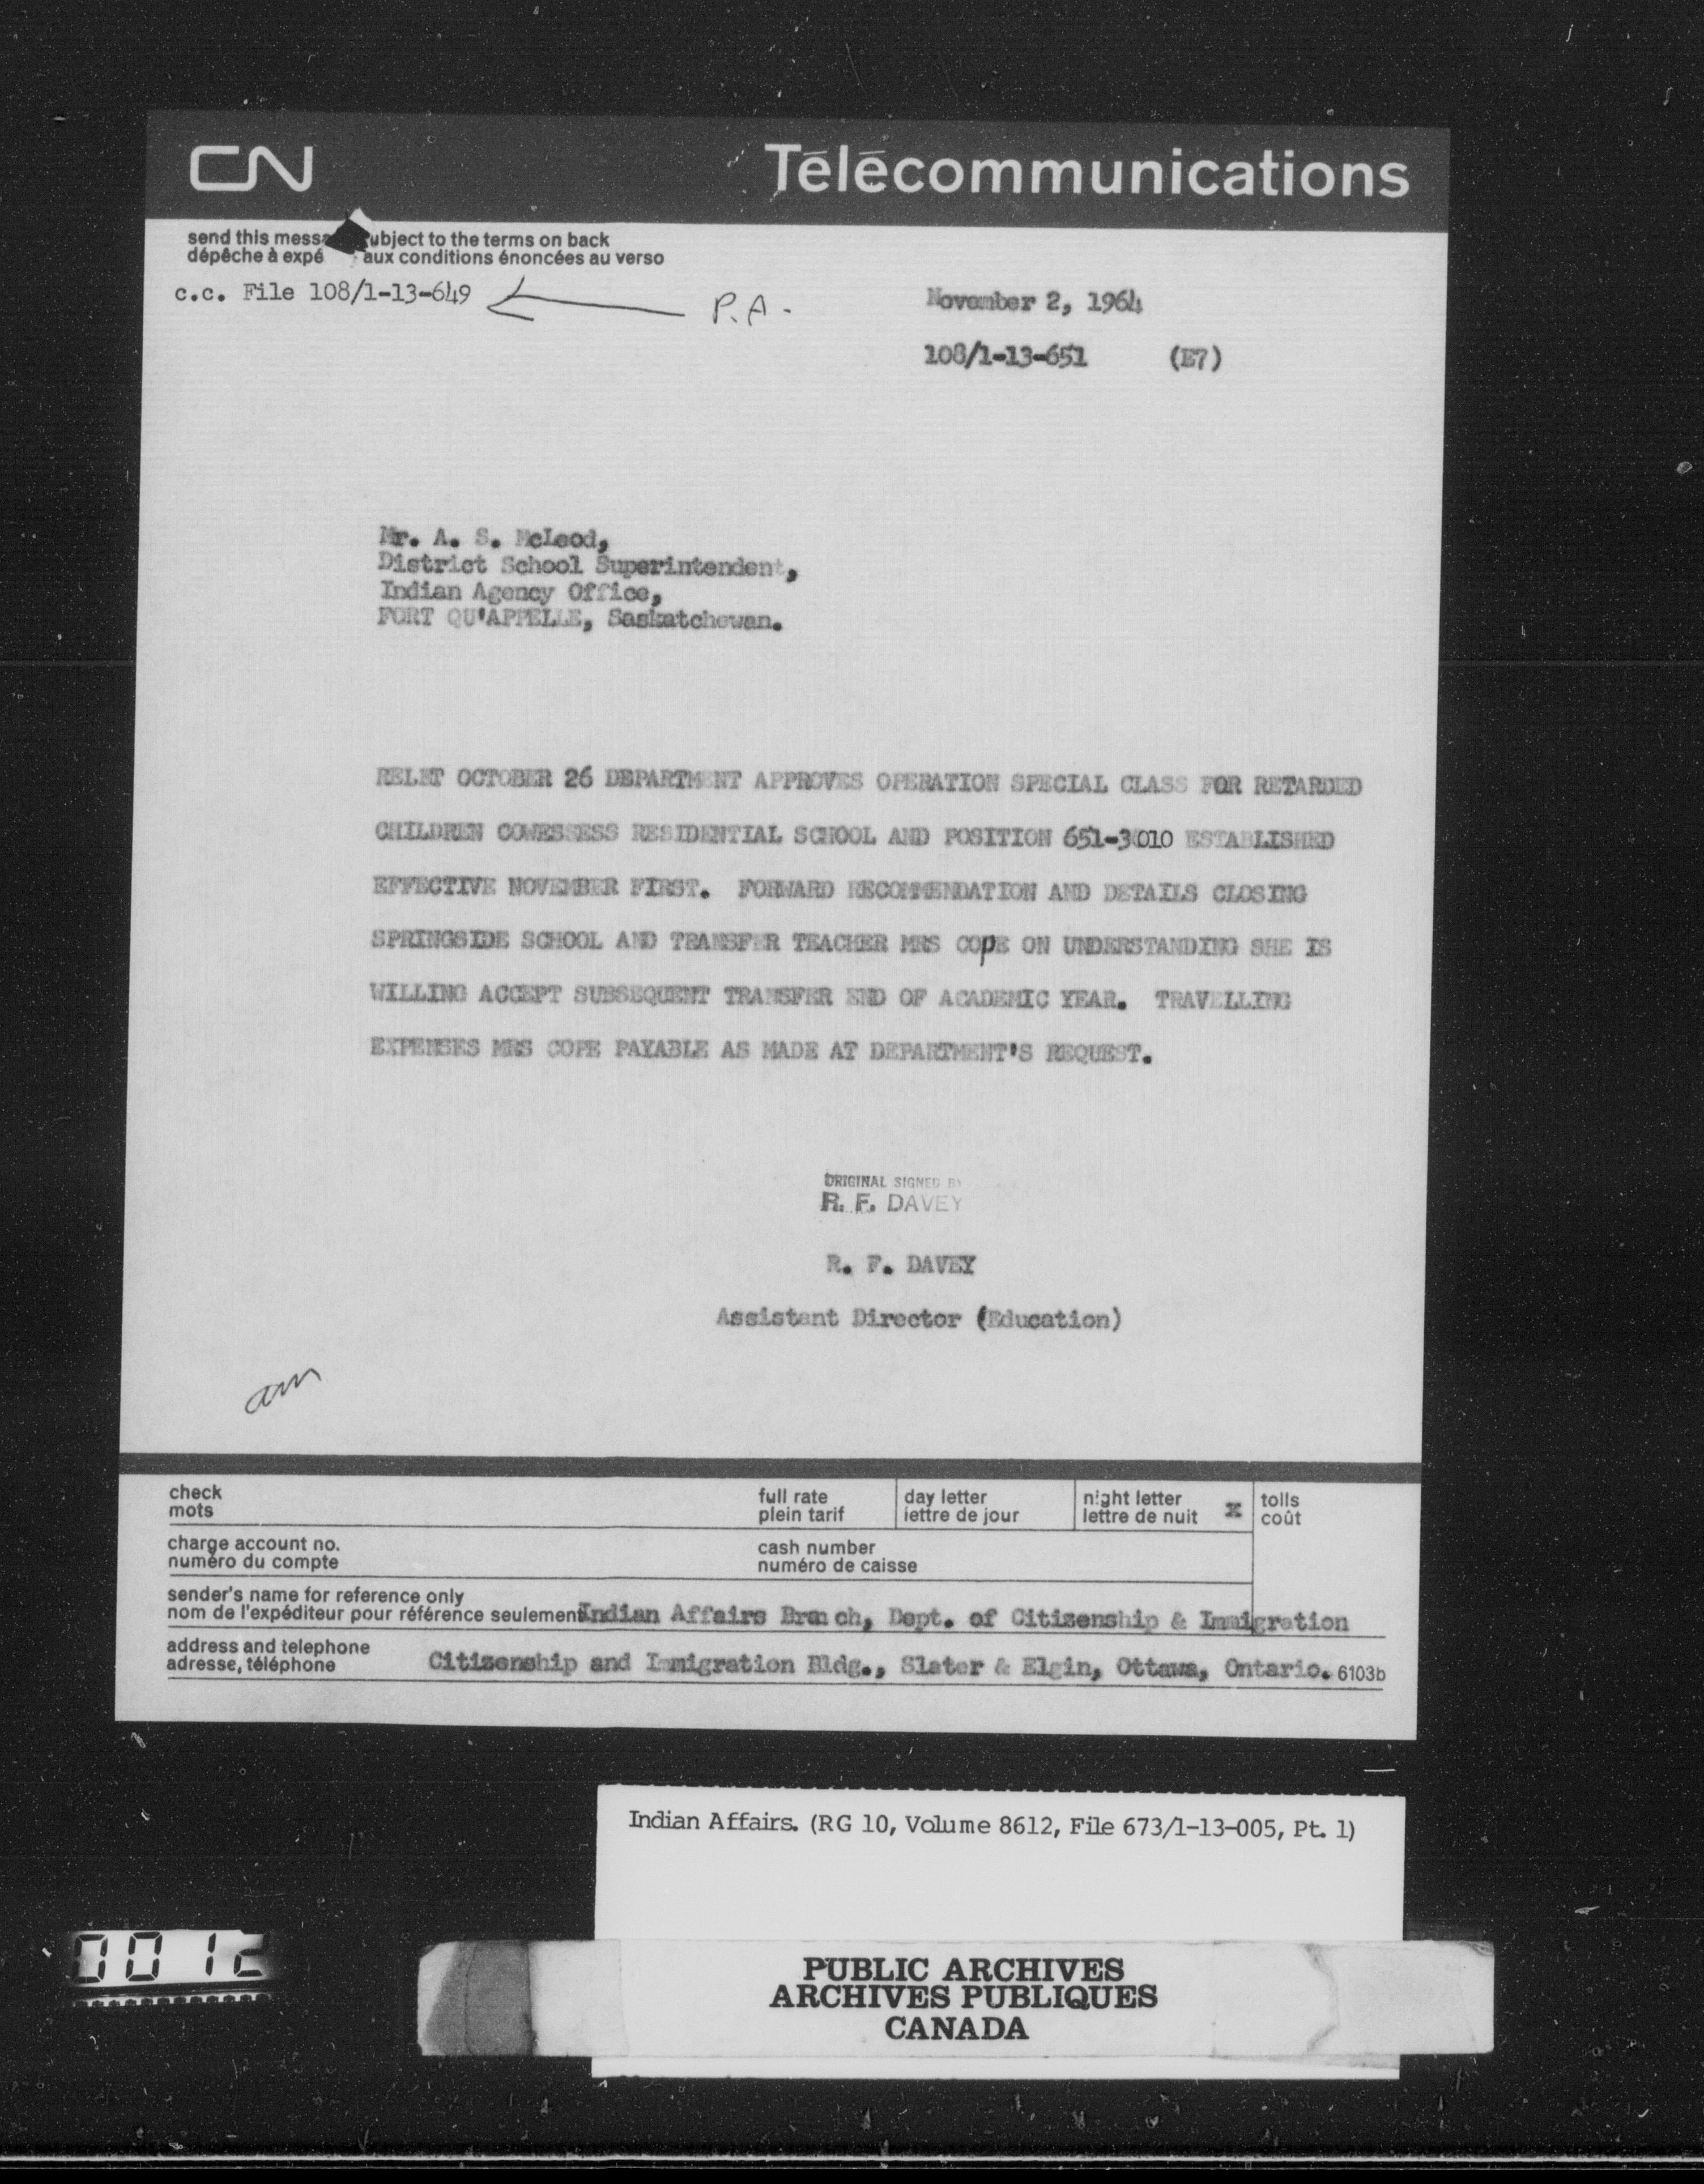 CN Télécommunications
send this messa ubject to the terms on back
dépêche à expé aux conditions énoncées au verso
c.c. File 108/1-13-649 P.A.
November 2, 1964
108/1-13-651 (E7)
Mr. A. S. McLeod,
District School Superintendent,
Indian Agency Office,
FORT QU'APPELLE, Saskatchewan.
RELET OCTOBER 26 DEPARTMENT APPROVES OPERATION SPECIAL CLASS FOR RETARDED
CHILDREN COWESSESS RESIDENTIAL SCHOOL AND POSITION 651-3010 ESTABLISHED
EFFECTIVE NOVEMBER FIRST. FORWARD RECOMMENDATION AND DETAILS CLOSING
SPRINGSIDE SCHOOL AND TRANSFER TEACHER MRS COPE ON UNDERSTANDING SHE IS
WILLING ACCEPT SUBSEQUENT TRANSFER END OF ACADEMIC YEAR. TRAVELLING
EXPENSES MRS COPE PAYABLE AS MADE AT DEPARTMENT'S REQUEST.
ORIGINAL SIGNED BY
R. F. DAVEY
R. F. DAVEY
Assistant Director (Education)
am
check full rate day letter night letter x tolls
mots plein tarif lettre de jour lettre de nuit coût
charge account no. cash number
numéro du compte numéro de caisse
sender's name for reference only
nom de l'expéditeur pour référence seulement Indian Affairs Branch, Dept. of Citizenship & Immigration
address and telephone
adresse, téléphone Citizenship and Immigration Bldg., Slater & Elgin, Ottawa, Ontario. 6103b
Indian Affairs. (RG 10, Volume 8612, File 673/1-13-005, Pt. 1)
0012
PUBLIC ARCHIVES
ARCHIVES PUBLIQUES
CANADA